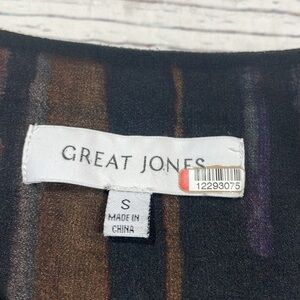 GREAT JONES
12293075
S
MADE IN
CHINA